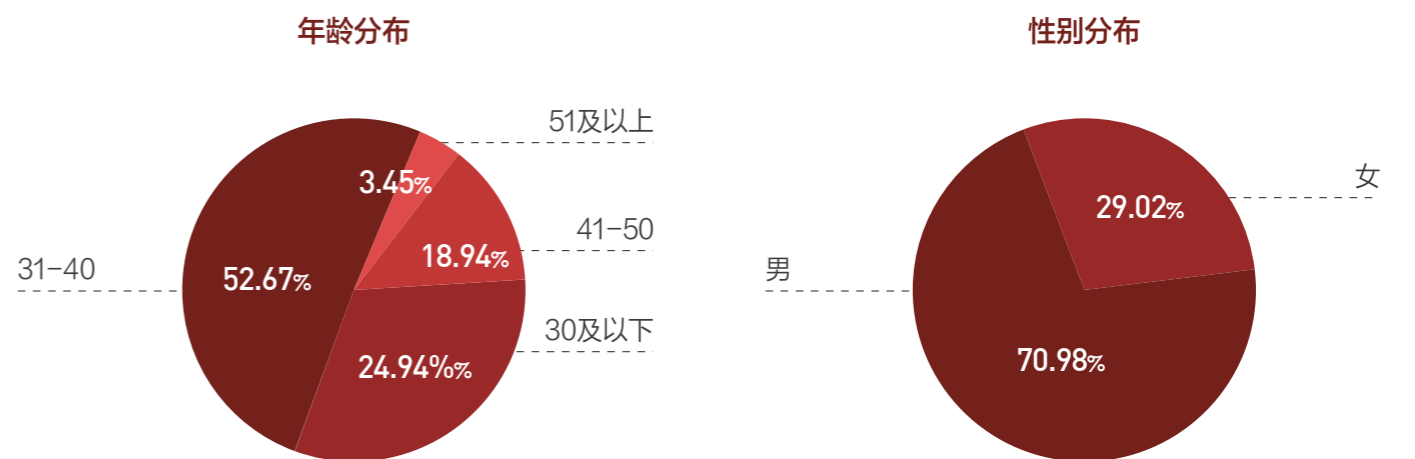 年龄分布
51及以上
3.45%
41-50
18.94%
31-40
52.67%
30及以下
24.94%%
性别分布
女
29.02%
男
70.98%